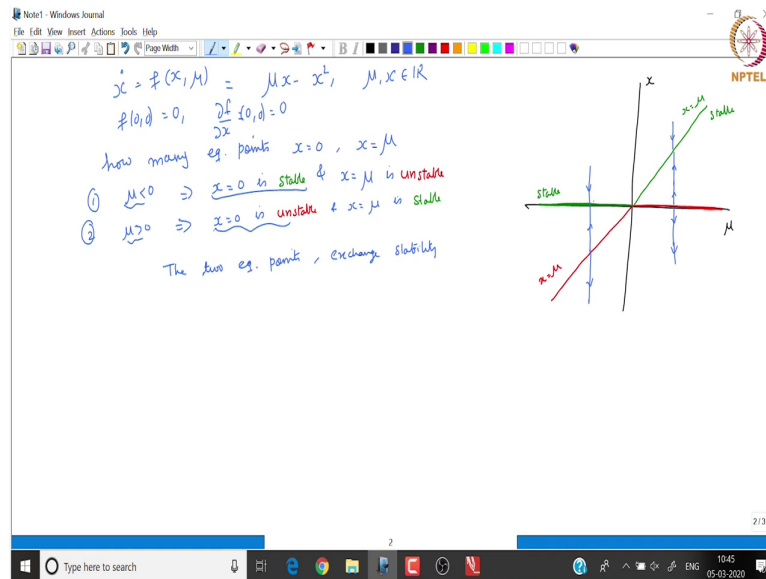 Note1 - Windows Journal
File Edit View Insert Actions Tools Help
Page Width
B I
NPTEL
ẋ = f(x, μ) = μx - x², μ, x ∈ ℝ
f(0,0) = 0, ∂f/∂x (0,0) = 0
how many eq. points x=0, x=μ
① μ<0 ⇒ x=0 is stable & x=μ is unstable
② μ>0 ⇒ x=0 is unstable & x=μ is stable
The two eq. points, exchange stability
x
x=μ
stable
stable
μ
x=μ
2/3
2
Type here to search
ENG
10:45
05-03-2020